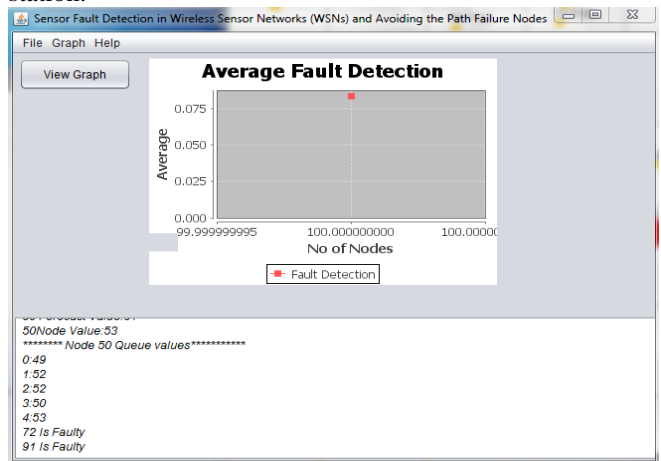 station.
Sensor Fault Detection in Wireless Sensor Networks (WSNs) and Avoiding the Path Failure Nodes
File Graph Help
View Graph
Average Fault Detection
0.075
0.050
0.025
0.000
Average
99.999999995 100.000000000
No of Nodes
Fault Detection
50Node Value:53
******** Node 50 Queue values***********
0:49
1:52
2:52
3:50
4:53
72 Is Faulty
91 Is Faulty